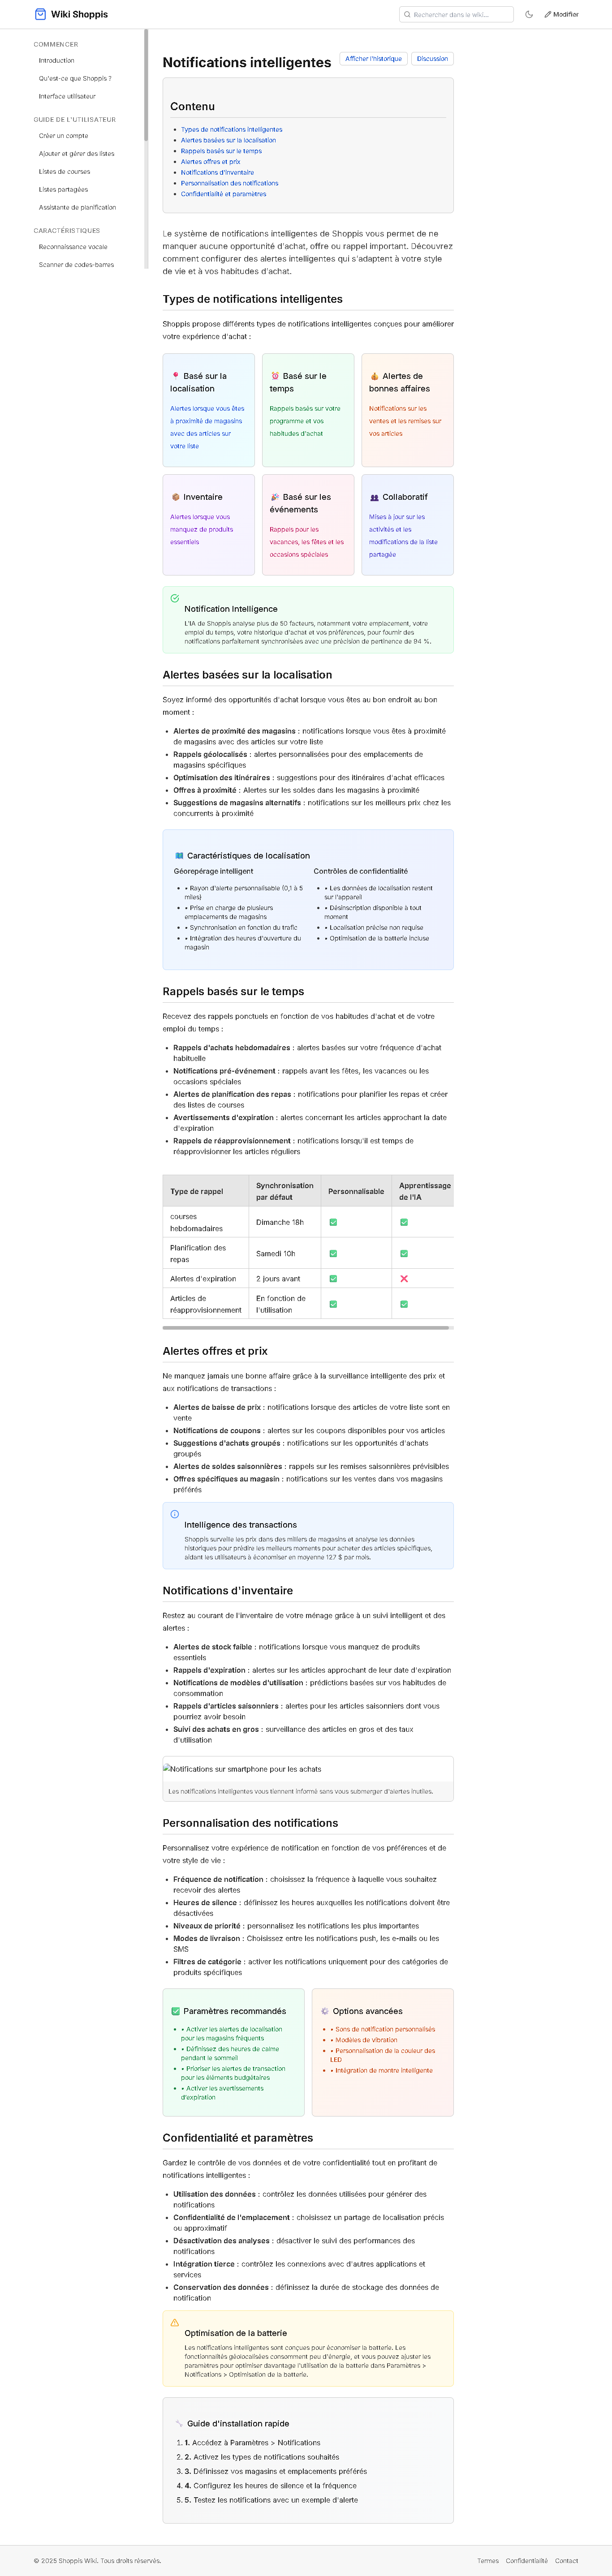 Wiki Shoppis
Rechercher dans le wiki...
Modifier
COMMENCER
Introduction
Qu'est-ce que Shoppis ?
Interface utilisateur
GUIDE DE L'UTILISATEUR
Créer un compte
Ajouter et gérer des listes
Listes de courses
Listes partagées
Assistante de planification
CARACTÉRISTIQUES
Reconnaissance vocale
Scanner de codes-barres
Notifications intelligentes
Afficher l'historique
Discussion
Contenu
• Types de notifications intelligentes
• Alertes basées sur la localisation
• Rappels basés sur le temps
• Alertes offres et prix
• Notifications d'inventaire
• Personnalisation des notifications
• Confidentialité et paramètres
Le système de notifications intelligentes de Shoppis vous permet de ne
manquer aucune opportunité d'achat, offre ou rappel important. Découvrez
comment configurer des alertes intelligentes qui s'adaptent à votre style
de vie et à vos habitudes d'achat.
Types de notifications intelligentes
Shoppis propose différents types de notifications intelligentes conçues pour améliorer
votre expérience d'achat :
Basé sur la
localisation
Alertes lorsque vous êtes
à proximité de magasins
avec des articles sur
votre liste
Basé sur le
temps
Rappels basés sur votre
programme et vos
habitudes d'achat
Alertes de
bonnes affaires
Notifications sur les
ventes et les remises sur
vos articles
Inventaire
Alertes lorsque vous
manquez de produits
essentiels
Basé sur les
événements
Rappels pour les
vacances, les fêtes et les
occasions spéciales
Collaboratif
Mises à jour sur les
activités et les
modifications de la liste
partagée
Notification Intelligence
L'IA de Shoppis analyse plus de 50 facteurs, notamment votre emplacement, votre
emploi du temps, votre historique d'achat et vos préférences, pour fournir des
notifications parfaitement synchronisées avec une précision de pertinence de 94 %.
Alertes basées sur la localisation
Soyez informé des opportunités d'achat lorsque vous êtes au bon endroit au bon
moment :
• Alertes de proximité des magasins : notifications lorsque vous êtes à proximité
de magasins avec des articles sur votre liste
• Rappels géolocalisés : alertes personnalisées pour des emplacements de
magasins spécifiques
• Optimisation des itinéraires : suggestions pour des itinéraires d'achat efficaces
• Offres à proximité : Alertes sur les soldes dans les magasins à proximité
• Suggestions de magasins alternatifs : notifications sur les meilleurs prix chez les
concurrents à proximité
Caractéristiques de localisation
Géorepérage intelligent
• • Rayon d'alerte personnalisable (0,1 à 5
miles)
• • Prise en charge de plusieurs
emplacements de magasins
• • Synchronisation en fonction du trafic
• • Intégration des heures d'ouverture du
magasin
Contrôles de confidentialité
• • Les données de localisation restent
sur l'appareil
• • Désinscription disponible à tout
moment
• • Localisation précise non requise
• • Optimisation de la batterie incluse
Rappels basés sur le temps
Recevez des rappels ponctuels en fonction de vos habitudes d'achat et de votre
emploi du temps :
• Rappels d'achats hebdomadaires : alertes basées sur votre fréquence d'achat
habituelle
• Notifications pré-événement : rappels avant les fêtes, les vacances ou les
occasions spéciales
• Alertes de planification des repas : notifications pour planifier les repas et créer
des listes de courses
• Avertissements d'expiration : alertes concernant les articles approchant la date
d'expiration
• Rappels de réapprovisionnement : notifications lorsqu'il est temps de
réapprovisionner les articles réguliers
Type de rappel
Synchronisation
par défaut
Personnalisable
Apprentissage
de l'IA
courses
hebdomadaires
Dimanche 18h
✅
✅
Planification des
repas
Samedi 10h
✅
✅
Alertes d'expiration
2 jours avant
✅
❌
Articles de
réapprovisionnement
En fonction de
l'utilisation
✅
✅
Alertes offres et prix
Ne manquez jamais une bonne affaire grâce à la surveillance intelligente des prix et
aux notifications de transactions :
• Alertes de baisse de prix : notifications lorsque des articles de votre liste sont en
vente
• Notifications de coupons : alertes sur les coupons disponibles pour vos articles
• Suggestions d'achats groupés : notifications sur les opportunités d'achats
groupés
• Alertes de soldes saisonnières : rappels sur les remises saisonnières prévisibles
• Offres spécifiques au magasin : notifications sur les ventes dans vos magasins
préférés
Intelligence des transactions
Shoppis surveille les prix dans des milliers de magasins et analyse les données
historiques pour prédire les meilleurs moments pour acheter des articles spécifiques,
aidant les utilisateurs à économiser en moyenne 127 $ par mois.
Notifications d'inventaire
Restez au courant de l'inventaire de votre ménage grâce à un suivi intelligent et des
alertes :
• Alertes de stock faible : notifications lorsque vous manquez de produits
essentiels
• Rappels d'expiration : alertes sur les articles approchant de leur date d'expiration
• Notifications de modèles d'utilisation : prédictions basées sur vos habitudes de
consommation
• Rappels d'articles saisonniers : alertes pour les articles saisonniers dont vous
pourriez avoir besoin
• Suivi des achats en gros : surveillance des articles en gros et des taux
d'utilisation
Notifications sur smartphone pour les achats
Les notifications intelligentes vous tiennent informé sans vous submerger d'alertes inutiles.
Personnalisation des notifications
Personnalisez votre expérience de notification en fonction de vos préférences et de
votre style de vie :
• Fréquence de notification : choisissez la fréquence à laquelle vous souhaitez
recevoir des alertes
• Heures de silence : définissez les heures auxquelles les notifications doivent être
désactivées
• Niveaux de priorité : personnalisez les notifications les plus importantes
• Modes de livraison : Choisissez entre les notifications push, les e-mails ou les
SMS
• Filtres de catégorie : activer les notifications uniquement pour des catégories de
produits spécifiques
Paramètres recommandés
• • Activer les alertes de localisation
pour les magasins fréquents
• • Définissez des heures de calme
pendant le sommeil
• • Prioriser les alertes de transaction
pour les éléments budgétaires
• • Activer les avertissements
d'expiration
Options avancées
• • Sons de notification personnalisés
• • Modèles de vibration
• • Personnalisation de la couleur des
LED
• • Intégration de montre intelligente
Confidentialité et paramètres
Gardez le contrôle de vos données et de votre confidentialité tout en profitant de
notifications intelligentes :
• Utilisation des données : contrôlez les données utilisées pour générer des
notifications
• Confidentialité de l'emplacement : choisissez un partage de localisation précis
ou approximatif
• Désactivation des analyses : désactiver le suivi des performances des
notifications
• Intégration tierce : contrôlez les connexions avec d'autres applications et
services
• Conservation des données : définissez la durée de stockage des données de
notification
Optimisation de la batterie
Les notifications intelligentes sont conçues pour économiser la batterie. Les
fonctionnalités géolocalisées consomment peu d'énergie, et vous pouvez ajuster les
paramètres pour optimiser davantage l'utilisation de la batterie dans Paramètres >
Notifications > Optimisation de la batterie.
Guide d'installation rapide
1. 1. Accédez à Paramètres > Notifications
2. 2. Activez les types de notifications souhaités
3. 3. Définissez vos magasins et emplacements préférés
4. 4. Configurez les heures de silence et la fréquence
5. 5. Testez les notifications avec un exemple d'alerte
© 2025 Shoppis Wiki. Tous droits réservés.
Termes
Confidentialité
Contact